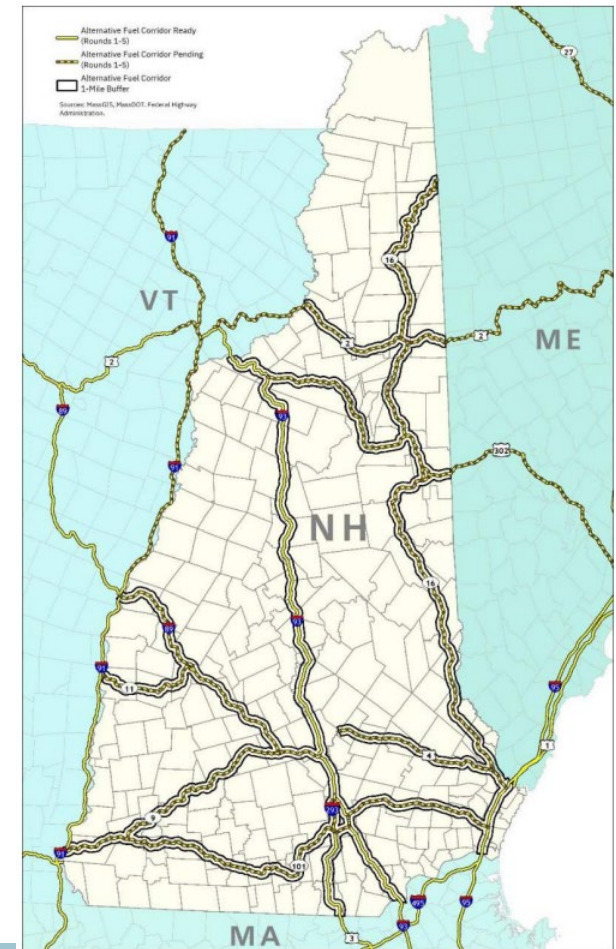 Alternative Fuel Corridor Ready
(Rounds 1-5)
Alternative Fuel Corridor Pending
(Rounds 1-5)
Alternative Fuel Corridor
1-Mile Buffer
Sources: MassGIS, MassDOT. Federal Highway
Administration.
27
91
16
VT
2
2
ME
2
89
93
302
91
NH
16
93
89
91
11
95
1
4
293
9
91
101
495
95
93
3
MA